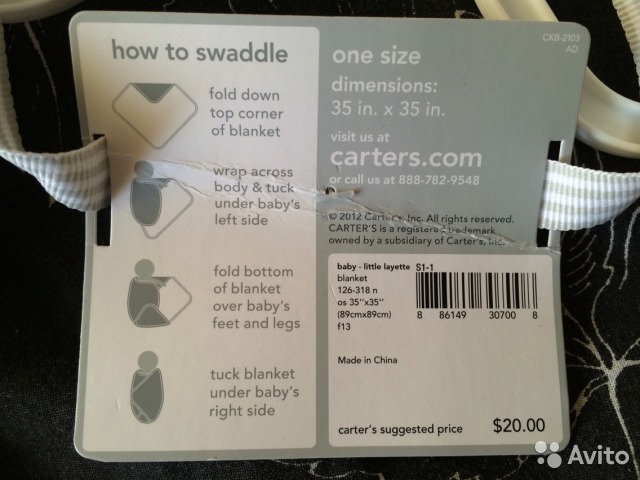 how to swaddle
fold down
top corner
of blanket
wrap across
body & tuck
under baby's
left side
fold bottom
of blanket
over baby's
feet and legs
tuck blanket
under baby's
right side
CKB-2103
AD
one size
dimensions:
35 in. x 35 in.
visit us at
carters.com
or call us at 888-782-9548
© 2012 Carter's, Inc. All rights reserved.
CARTER'S is a registered trademark
owned by a subsidiary of Carter's, Inc.
baby - little layette S1-1
blanket
126-318 n
os 35''x35''
(89cmx89cm)
f13
8 86149 30700 8
Made in China
carter's suggested price $20.00
Avito